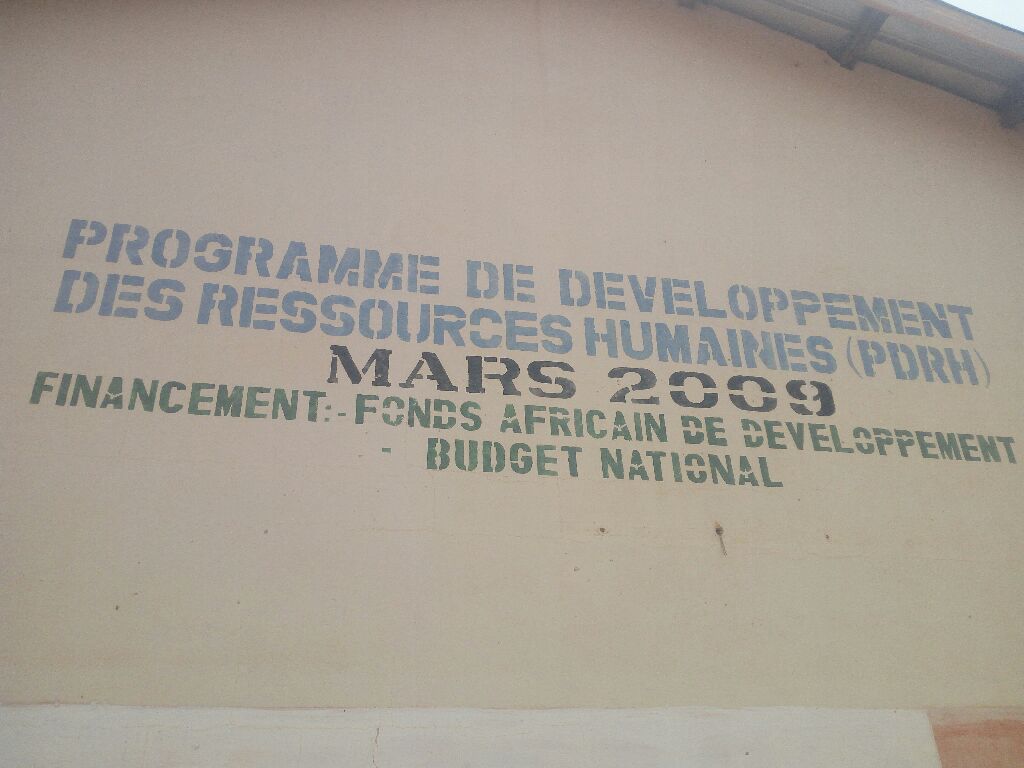 PROGRAMME DE DEVELOPPEMENT
DES RESSOURCES HUMAINES (PDRH)
MARS 2009
FINANCEMENT:-FONDS AFRICAIN DE DEVELOPPEMENT
- BUDGET NATIONAL